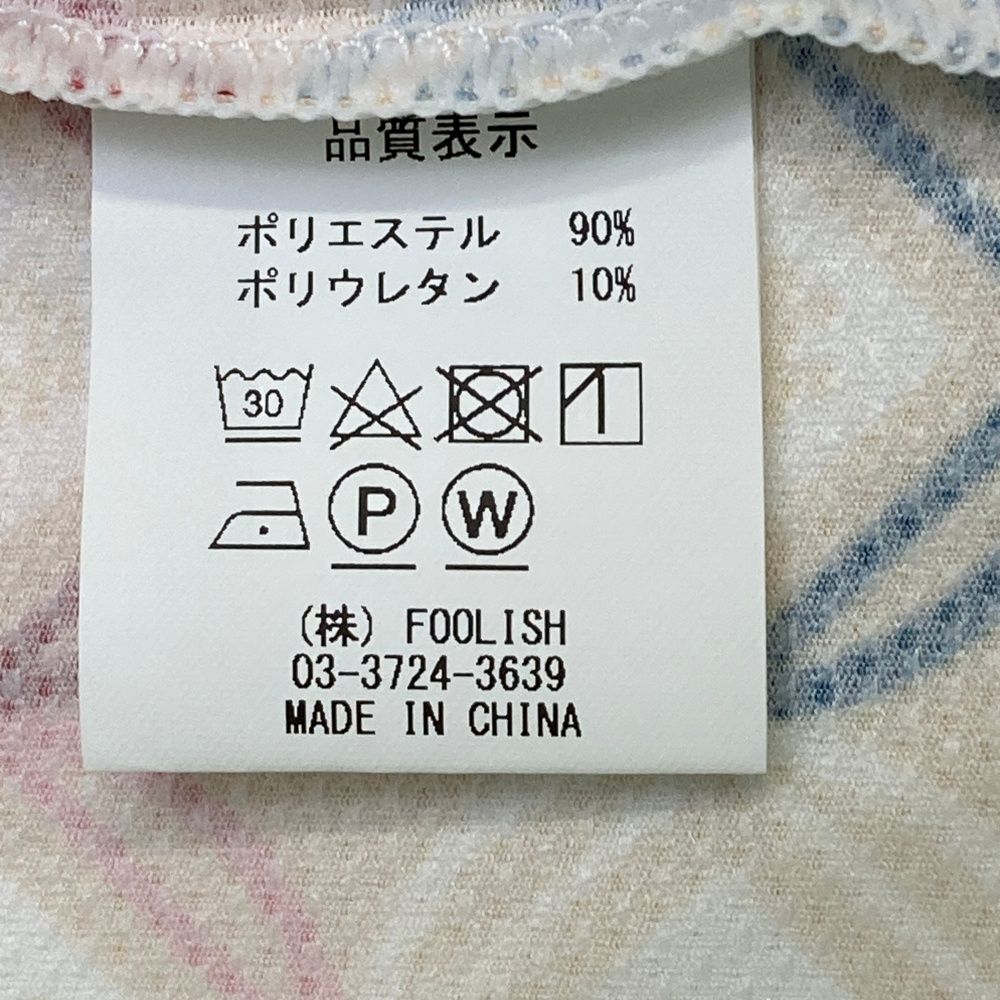 品質表示
ポリエステル 90%
ポリウレタン 10%
30
P W
(株) FOOLISH
03-3724-3639
MADE IN CHINA